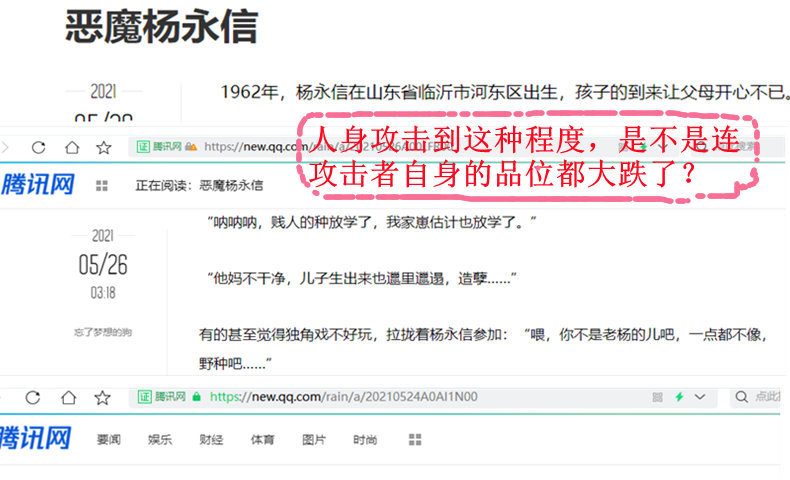 恶魔杨永信
2021
1962年，杨永信在山东省临沂市河东区出生，孩子的到来让父母开心不已。
人身攻击到这种程度，是不是连
攻击者自身的品位都大跌了？
证 腾讯网 https://new.qq.com/rain/a/
腾讯网 正在阅读：恶魔杨永信
“呐呐呐，贱人的种放学了，我家崽估计也放学了。”
2021
05/26
03:18
忘了梦想的狗
“他妈不干净，儿子生出来也邋里邋遢，造孽……”
有的甚至觉得独角戏不好玩，拉拢着杨永信参加：“喂，你不是老杨的儿吧，一点都不像，
野种吧……”
证 腾讯网 https://new.qq.com/rain/a/20210524A0AI1N00 点此搜
腾讯网 要闻 娱乐 财经 体育 图片 时尚